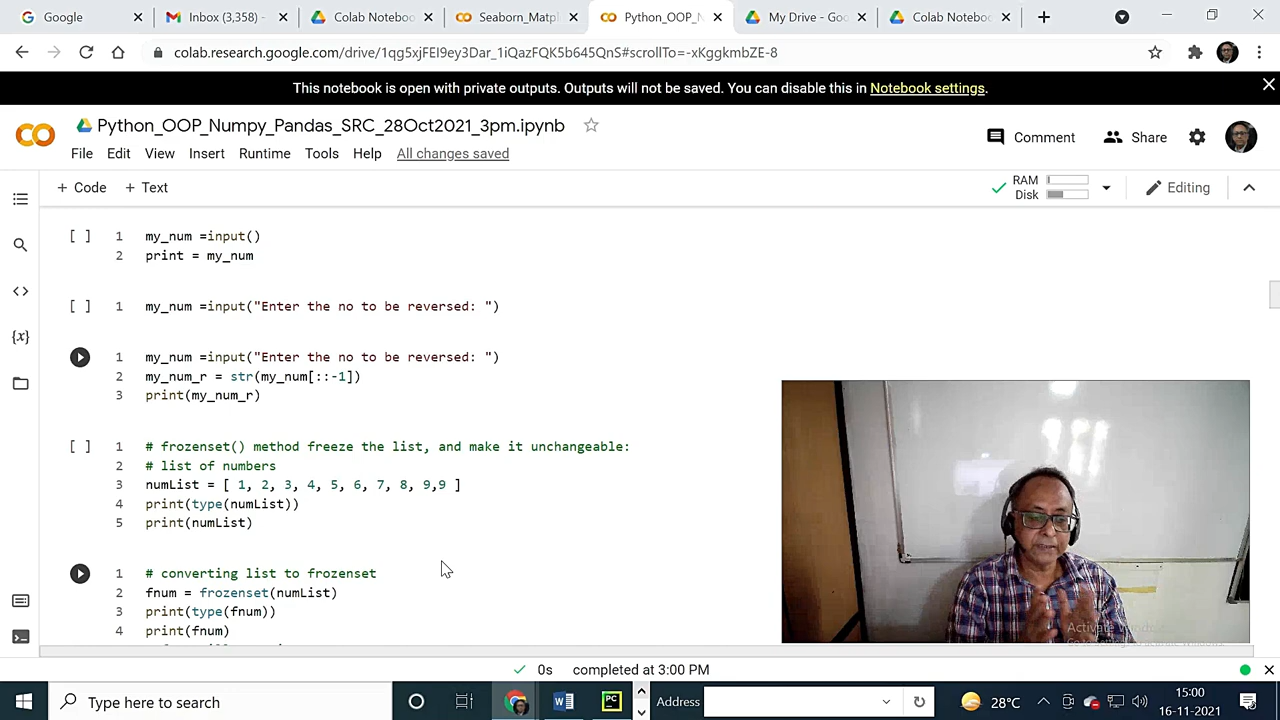 Google
Inbox (3,358) -
Colab Noteboo
Seaborn_Matpl
Python_OOP_N
My Drive - Goo
Colab Noteboo
colab.research.google.com/drive/1qg5xjFEI9ey3Dar_1iQazFQK5b645QnS#scrollTo=-xKggkmbZE-8
This notebook is open with private outputs. Outputs will not be saved. You can disable this in Notebook settings.
Python_OOP_Numpy_Pandas_SRC_28Oct2021_3pm.ipynb
Comment
Share
File Edit View Insert Runtime Tools Help All changes saved
+ Code + Text
RAM
Disk
Editing
[ ] 1 my_num =input()
2 print = my_num
[ ] 1 my_num =input("Enter the no to be reversed: ")
1 my_num =input("Enter the no to be reversed: ")
2 my_num_r = str(my_num[::-1])
3 print(my_num_r)
[ ] 1 # frozenset() method freeze the list, and make it unchangeable:
2 # list of numbers
3 numList = [ 1, 2, 3, 4, 5, 6, 7, 8, 9,9 ]
4 print(type(numList))
5 print(numList)
1 # converting list to frozenset
2 fnum = frozenset(numList)
3 print(type(fnum))
4 print(fnum)
Activate Windows
Go to Settings to activate Windows.
0s completed at 3:00 PM
Type here to search
Address
28°C
15:00
16-11-2021